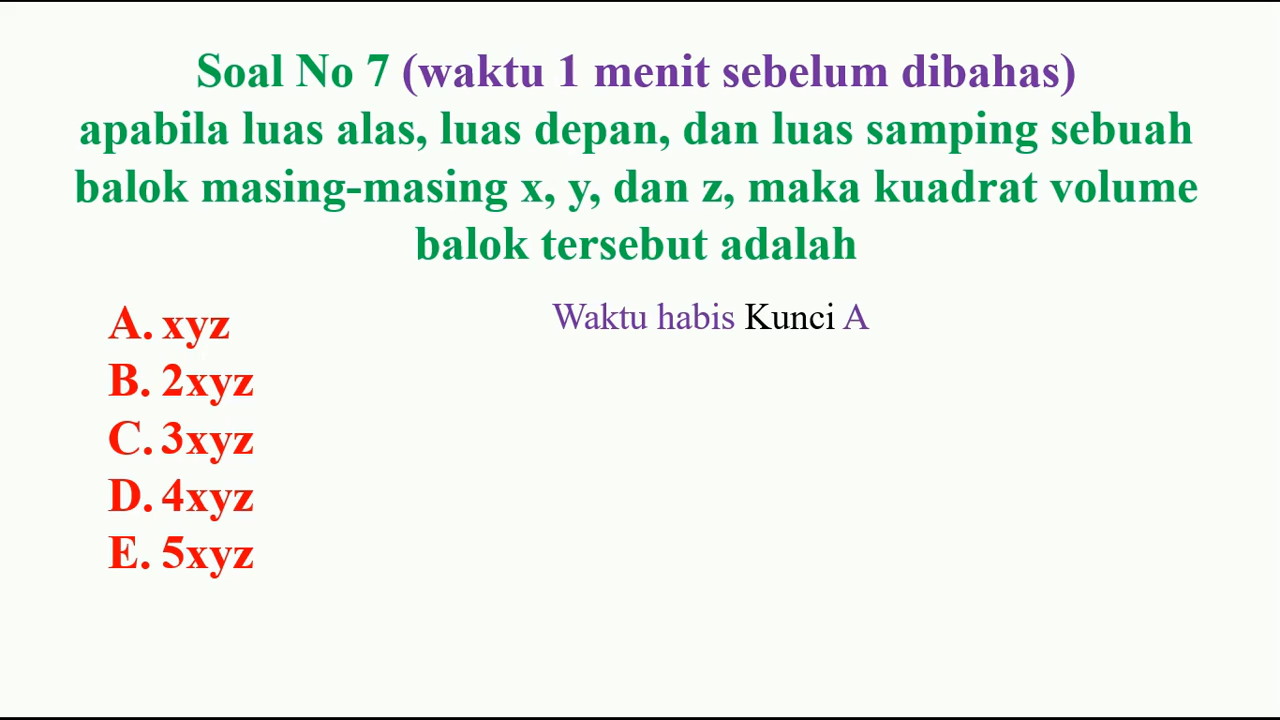 Soal No 7 (waktu 1 menit sebelum dibahas)
apabila luas alas, luas depan, dan luas samping sebuah
balok masing-masing x, y, dan z, maka kuadrat volume
balok tersebut adalah
A. xyz
B. 2xyz
C. 3xyz
D. 4xyz
E. 5xyz
Waktu habis Kunci A